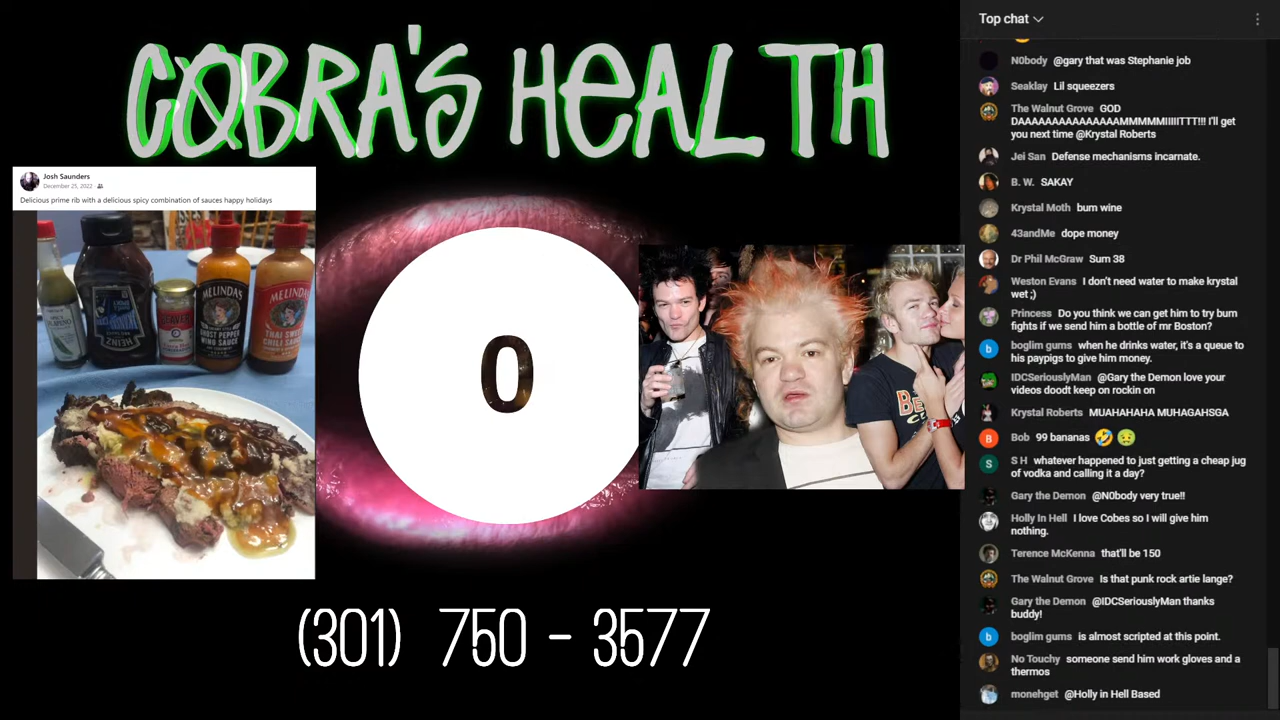 COBRA'S HEALTH
Josh Saunders
December 25, 2022
Delicious prime rib with a delicious spicy combination of sauces happy holidays
HEINZ
MELINDA'S
GHOST PEPPER
WING SAUCE
MELINDA'S
THAI SWEET
CHILI SAUCE
0
(301) 750 - 3577
Top chat
N0body @gary that was Stephanie job
Seaklay Lil squeezers
The Walnut Grove GOD
DAAAAAAAAAAAAAAMMMMMIIIIITTT!!! I'll get
you next time @Krystal Roberts
Jei San Defense mechanisms incarnate.
B. W. SAKAY
Krystal Moth bum wine
43andMe dope money
Dr Phil McGraw Sum 38
Weston Evans I don't need water to make krystal
wet ;)
Princess Do you think we can get him to try bum
fights if we send him a bottle of mr Boston?
boglim gums when he drinks water, it's a queue to
his paypigs to give him money.
IDCSeriouslyMan @Gary the Demon love your
videos doodt keep on rockin on
Krystal Roberts MUAHAHAHA MUHAGAHSGA
Bob 99 bananas 🤣🤢
S H whatever happened to just getting a cheap jug
of vodka and calling it a day?
Gary the Demon @N0body very true!!
Holly In Hell I love Cobes so I will give him
nothing.
Terence McKenna that'll be 150
The Walnut Grove Is that punk rock artie lange?
Gary the Demon @IDCSeriouslyMan thanks
buddy!
boglim gums is almost scripted at this point.
No Touchy someone send him work gloves and a
thermos
monehget @Holly in Hell Based